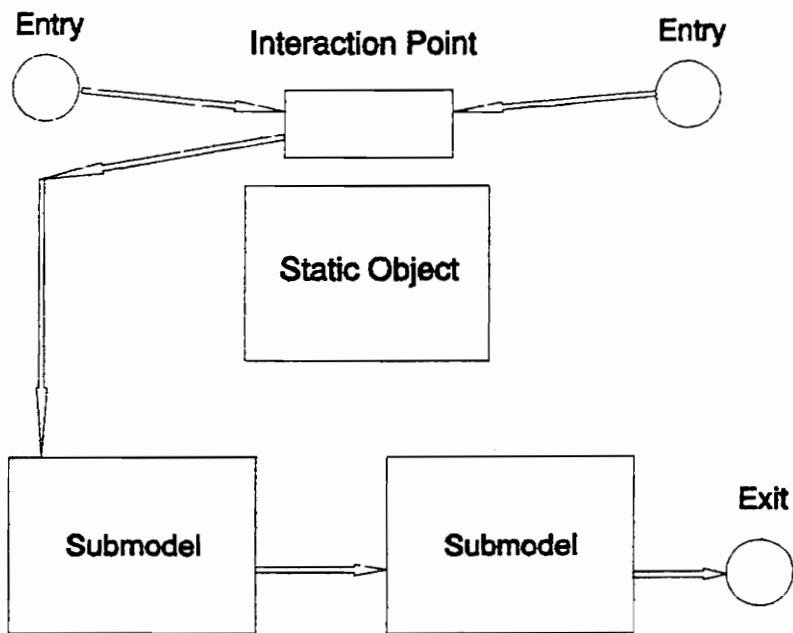 Entry
Interaction Point
Entry
Static Object
Submodel
Submodel
Exit